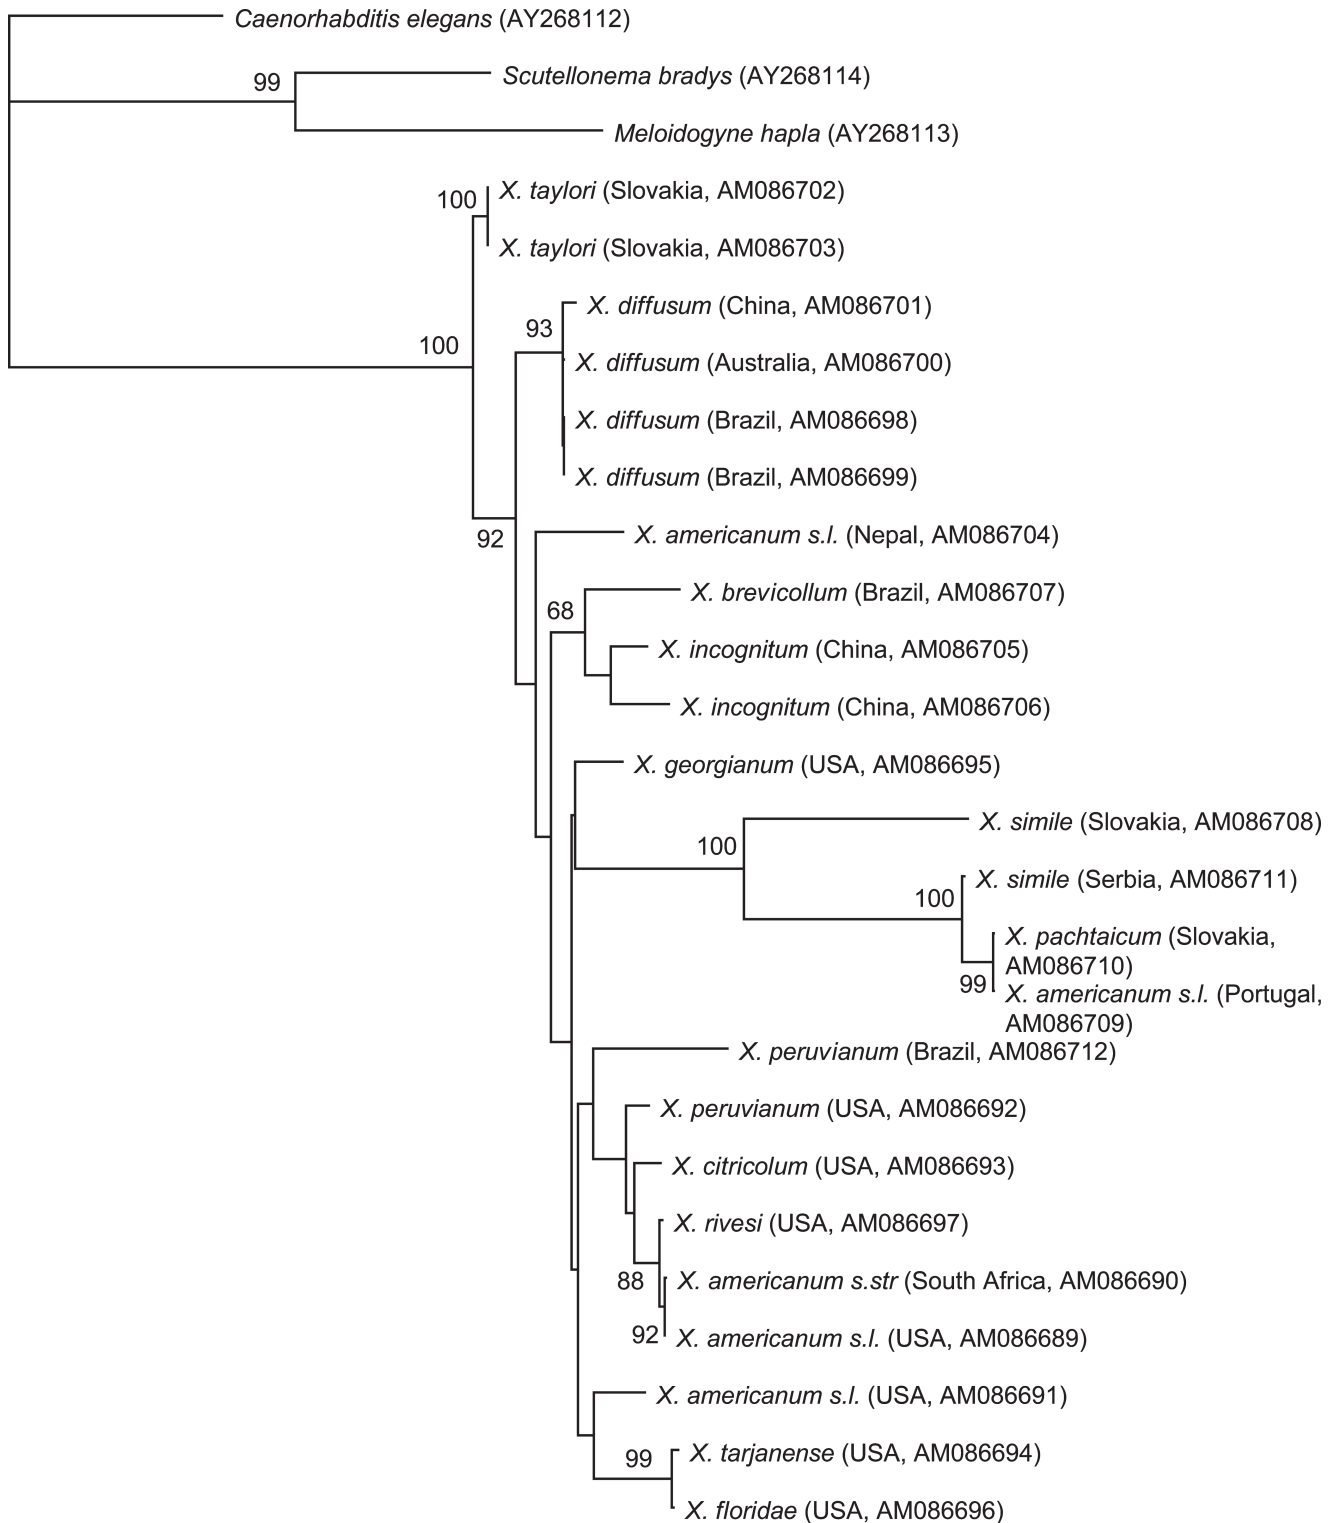 Caenorhabditis elegans (AY268112)
99
Scutellonema bradys (AY268114)
Meloidogyne hapla (AY268113)
100
X. taylori (Slovakia, AM086702)
X. taylori (Slovakia, AM086703)
100
93
X. diffusum (China, AM086701)
X. diffusum (Australia, AM086700)
X. diffusum (Brazil, AM086698)
X. diffusum (Brazil, AM086699)
92
X. americanum s.l. (Nepal, AM086704)
68
X. brevicollum (Brazil, AM086707)
X. incognitum (China, AM086705)
X. incognitum (China, AM086706)
X. georgianum (USA, AM086695)
100
X. simile (Slovakia, AM086708)
100
X. simile (Serbia, AM086711)
X. pachtaicum (Slovakia,
AM086710)
99
X. americanum s.l. (Portugal,
AM086709)
X. peruvianum (Brazil, AM086712)
X. peruvianum (USA, AM086692)
X. citricolum (USA, AM086693)
X. rivesi (USA, AM086697)
88
X. americanum s.str (South Africa, AM086690)
92
X. americanum s.l. (USA, AM086689)
X. americanum s.l. (USA, AM086691)
99
X. tarjanense (USA, AM086694)
X. floridae (USA, AM086696)